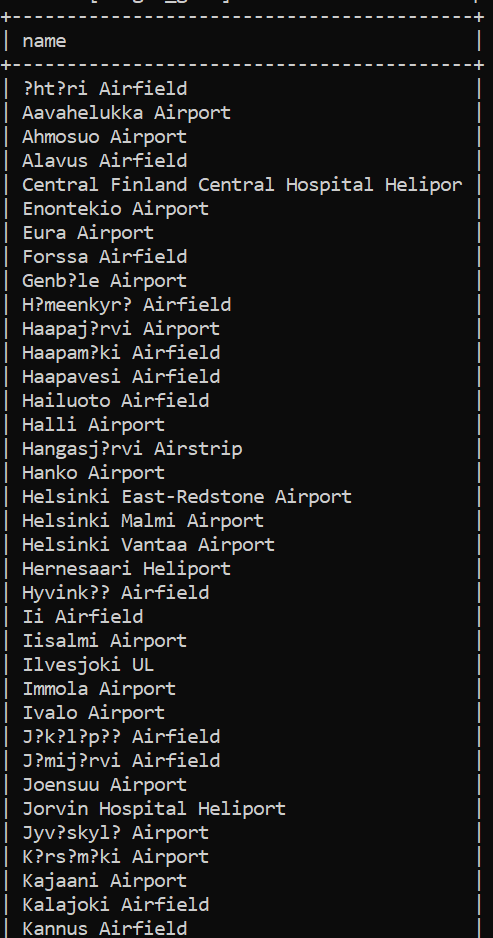 name
?ht?ri Airfield
Aavahelukka Airport
Ahmosuo Airport
Alavus Airfield
Central Finland Central Hospital Helipor
Enontekio Airport
Eura Airport
Forssa Airfield
Genb?le Airport
H?meenkyr? Airfield
Haapaj?rvi Airport
Haapam?ki Airfield
Haapavesi Airfield
Hailuoto Airfield
Halli Airport
Hangasj?rvi Airstrip
Hanko Airport
Helsinki East-Redstone Airport
Helsinki Malmi Airport
Helsinki Vantaa Airport
Hernesaari Heliport
Hyvink?? Airfield
Ii Airfield
Iisalmi Airport
Ilvesjoki UL
Immola Airport
Ivalo Airport
J?k?l?p?? Airfield
J?mij?rvi Airfield
Joensuu Airport
Jorvin Hospital Heliport
Jyv?skyl? Airport
K?rs?m?ki Airport
Kajaani Airport
Kalajoki Airfield
Kannus Airfield